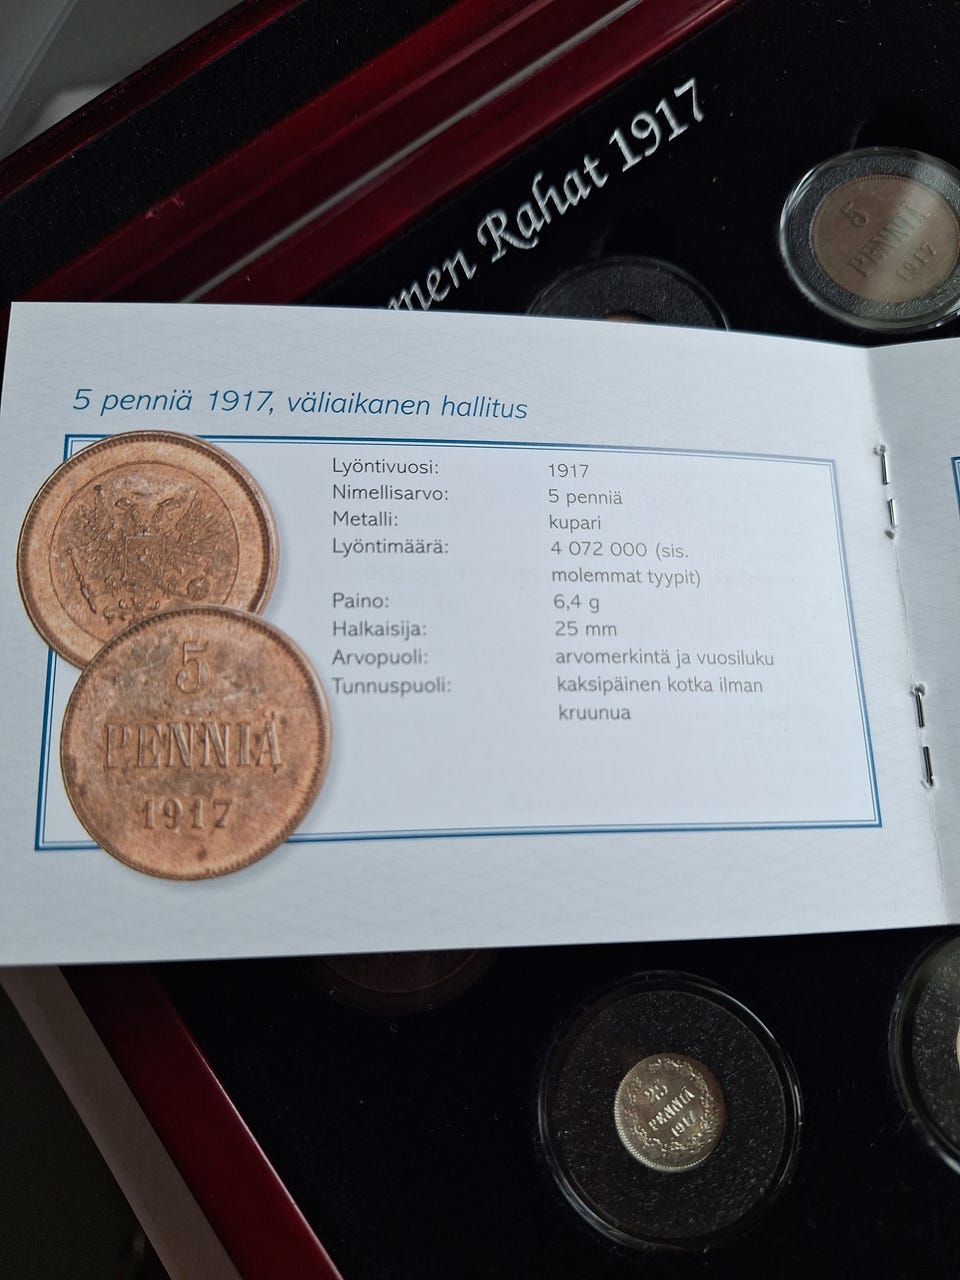 Rahat 1917
5
PENNIÄ
1917
5 penniä 1917, väliaikanen hallitus
Lyöntivuosi: 1917
Nimellisarvo: 5 penniä
Metalli: kupari
Lyöntimäärä: 4 072 000 (sis.
molemmat tyypit)
Paino: 6,4 g
Halkaisija: 25 mm
Arvopuoli: arvomerkintä ja vuosiluku
Tunnuspuoli: kaksipäinen kotka ilman
kruunua
5
PENNIÄ
1917
25
PENNIÄ
1917